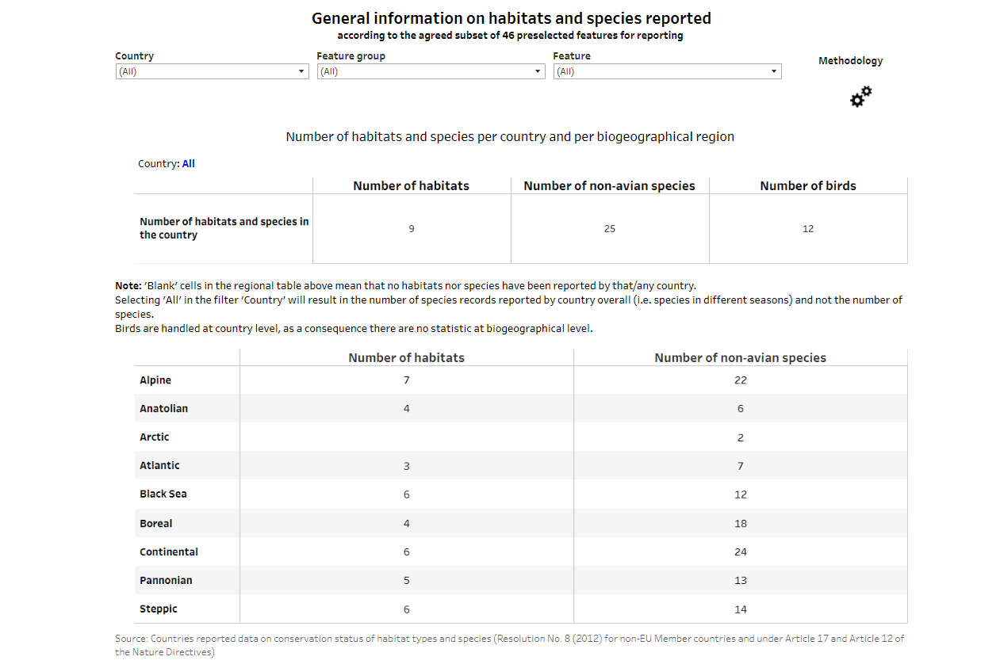 General information on habitats and species reported
according to the agreed subset of 46 preselected features for reporting
Country Feature group Feature Methodology
(All) (All) (All)
Number of habitats and species per country and per biogeographical region
Country: All
Number of habitats Number of non-avian species Number of birds
Number of habitats and species in
the country
9 25 12
Note: 'Blank' cells in the regional table above mean that no habitats nor species have been reported by that/any country.
Selecting 'All' in the filter 'Country' will result in the number of species records reported by country overall (i.e. species in different seasons) and not the number of
species.
Birds are handled at country level, as a consequence there are no statistic at biogeographical level.
Number of habitats Number of non-avian species
Alpine 7 22
Anatolian 4 6
Arctic 2
Atlantic 3 7
Black Sea 6 12
Boreal 4 18
Continental 6 24
Pannonian 5 13
Steppic 6 14
Source: Countries reported data on conservation status of habitat types and species (Resolution No. 8 (2012) for non-EU Member countries and under Article 17 and Article 12 of
the Nature Directives)